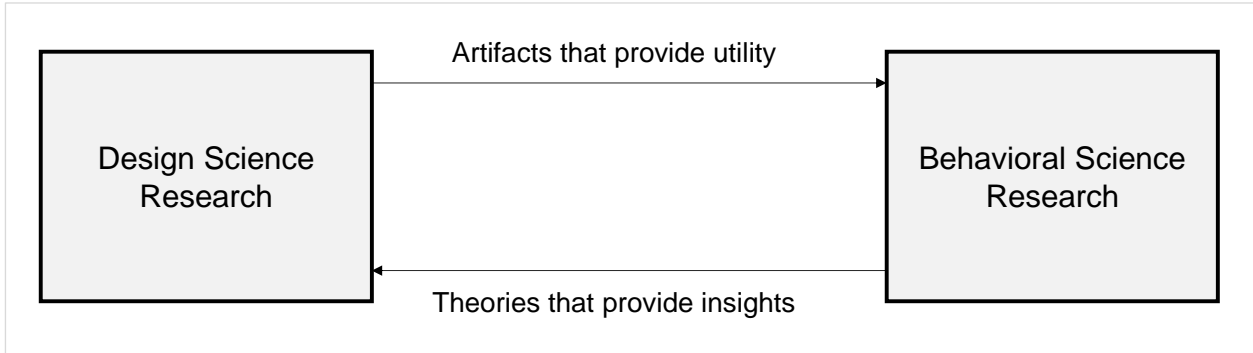 Artifacts that provide utility
Design Science
Research
Behavioral Science
Research
Theories that provide insights